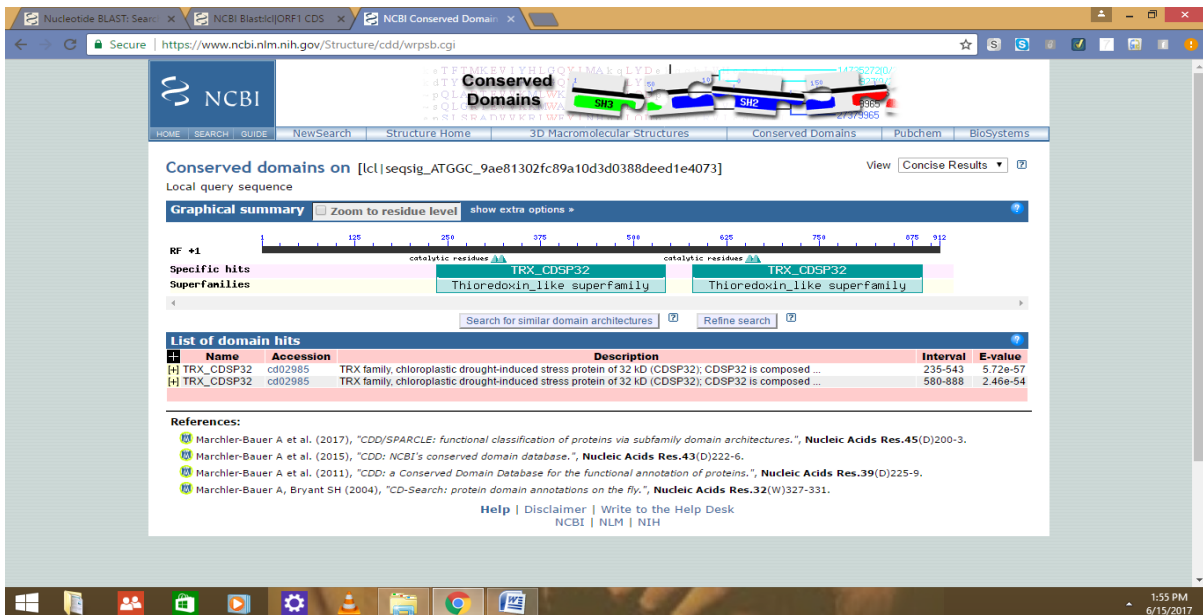 Nucleotide BLAST: Searc
NCBI Blast:lcl|ORF1 CDS
NCBI Conserved Domain
Secure | https://www.ncbi.nlm.nih.gov/Structure/cdd/wrpsb.cgi
NCBI
Conserved
Domains
SH3
SH2
HOME SEARCH GUIDE NewSearch Structure Home 3D Macromolecular Structures Conserved Domains Pubchem BioSystems
Conserved domains on [lcl|seqsig_ATGGC_9ae81302fc89a10d3d0388deed1e4073]
View Concise Results
Local query sequence
Graphical summary Zoom to residue level show extra options »
1 125 250 375 500 625 750 875 912
RF +1
catalytic residues catalytic residues
Specific hits TRX_CDSP32 TRX_CDSP32
Superfamilies Thioredoxin_like superfamily Thioredoxin_like superfamily
Search for similar domain architectures Refine search
List of domain hits
Name Accession Description Interval E-value
[+] TRX_CDSP32 cd02985 TRX family, chloroplastic drought-induced stress protein of 32 kD (CDSP32); CDSP32 is composed ... 235-543 5.72e-57
[+] TRX_CDSP32 cd02985 TRX family, chloroplastic drought-induced stress protein of 32 kD (CDSP32); CDSP32 is composed ... 580-888 2.46e-54
References:
Marchler-Bauer A et al. (2017), "CDD/SPARCLE: functional classification of proteins via subfamily domain architectures.", Nucleic Acids Res.45(D)200-3.
Marchler-Bauer A et al. (2015), "CDD: NCBI's conserved domain database.", Nucleic Acids Res.43(D)222-6.
Marchler-Bauer A et al. (2011), "CDD: a Conserved Domain Database for the functional annotation of proteins.", Nucleic Acids Res.39(D)225-9.
Marchler-Bauer A, Bryant SH (2004), "CD-Search: protein domain annotations on the fly.", Nucleic Acids Res.32(W)327-331.
Help | Disclaimer | Write to the Help Desk
NCBI | NLM | NIH
1:55 PM
6/15/2017